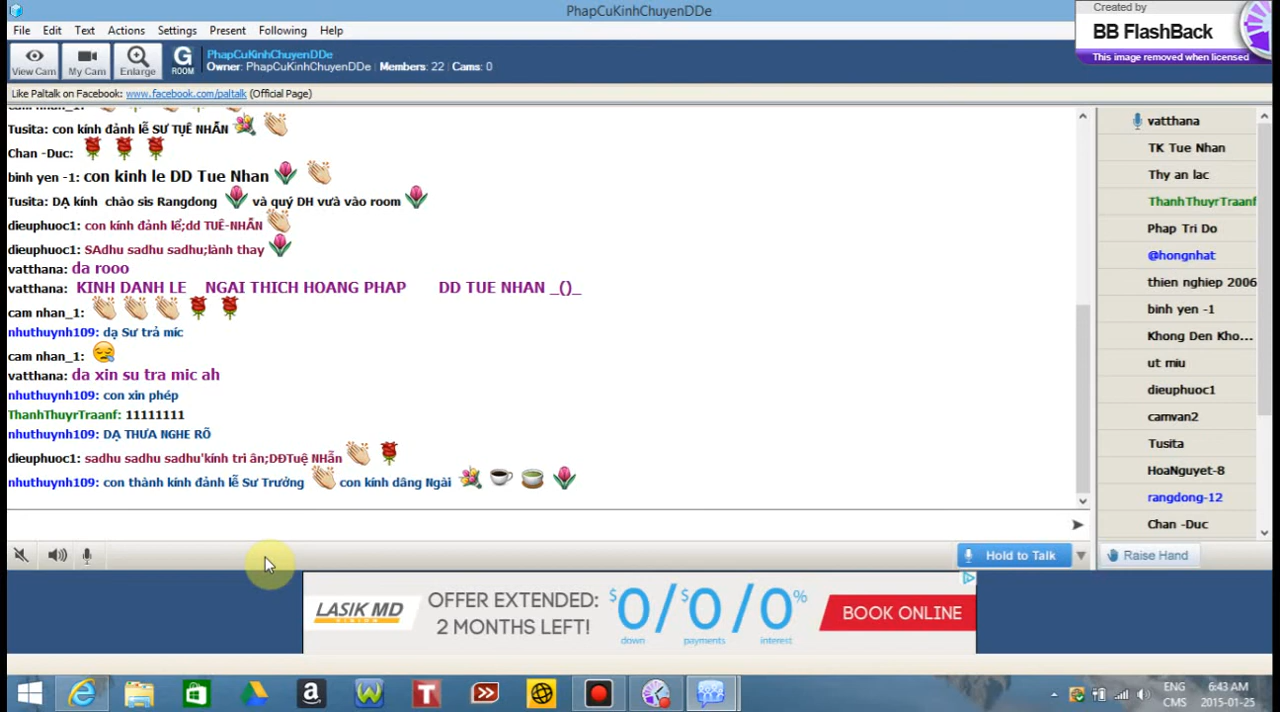 PhapCuKinhChuyenDDe
Created by
BB FlashBack
This image removed when licensed
File Edit Text Actions Settings Present Following Help
View Cam
My Cam
Enlarge
G
ROOM
PhapCuKinhChuyenDDe
Owner: PhapCuKinhChuyenDDe | Members: 22 | Cams: 0
Like Paltalk on Facebook: www.facebook.com/paltalk (Official Page)
cam nhan_1:
Tusita: con kính đảnh lễ SƯ TỤÊ NHẪN
Chan -Duc:
binh yen -1: con kinh le DD Tue Nhan
Tusita: DẠ kính chào sis Rangdong và quý DH vưà vào room
dieuphuoc1: con kính đảnh lể;dd TUÊ-NHẪN
dieuphuoc1: SAdhu sadhu sadhu;lành thay
vatthana: da rooo
vatthana: KINH DANH LE NGAI THICH HOANG PHAP DD TUE NHAN _()_
cam nhan_1:
nhuthuynh109: dạ Sư trả míc
cam nhan_1:
vatthana: da xin su tra mic ah
nhuthuynh109: con xin phép
ThanhThuyrTraanf: 11111111
nhuthuynh109: DẠ THƯA NGHE RÕ
dieuphuoc1: sadhu sadhu sadhu'kính tri ân;DĐTuệ NHẫn
nhuthuynh109: con thành kính đảnh lễ Sư Trưởng con kính dâng Ngài
vatthana
TK Tue Nhan
Thy an lac
ThanhThuyrTraanf
Phap Tri Do
@hongnhat
thien nghiep 2006
binh yen -1
Khong Den Kho...
ut miu
dieuphuoc1
camvan2
Tusita
HoaNguyet-8
rangdong-12
Chan -Duc
Hold to Talk
Raise Hand
LASIK MD
VISION
OFFER EXTENDED:
2 MONTHS LEFT!
$0/$0/0%
down payments interest
BOOK ONLINE
ENG 6:43 AM
CMS 2015-01-25